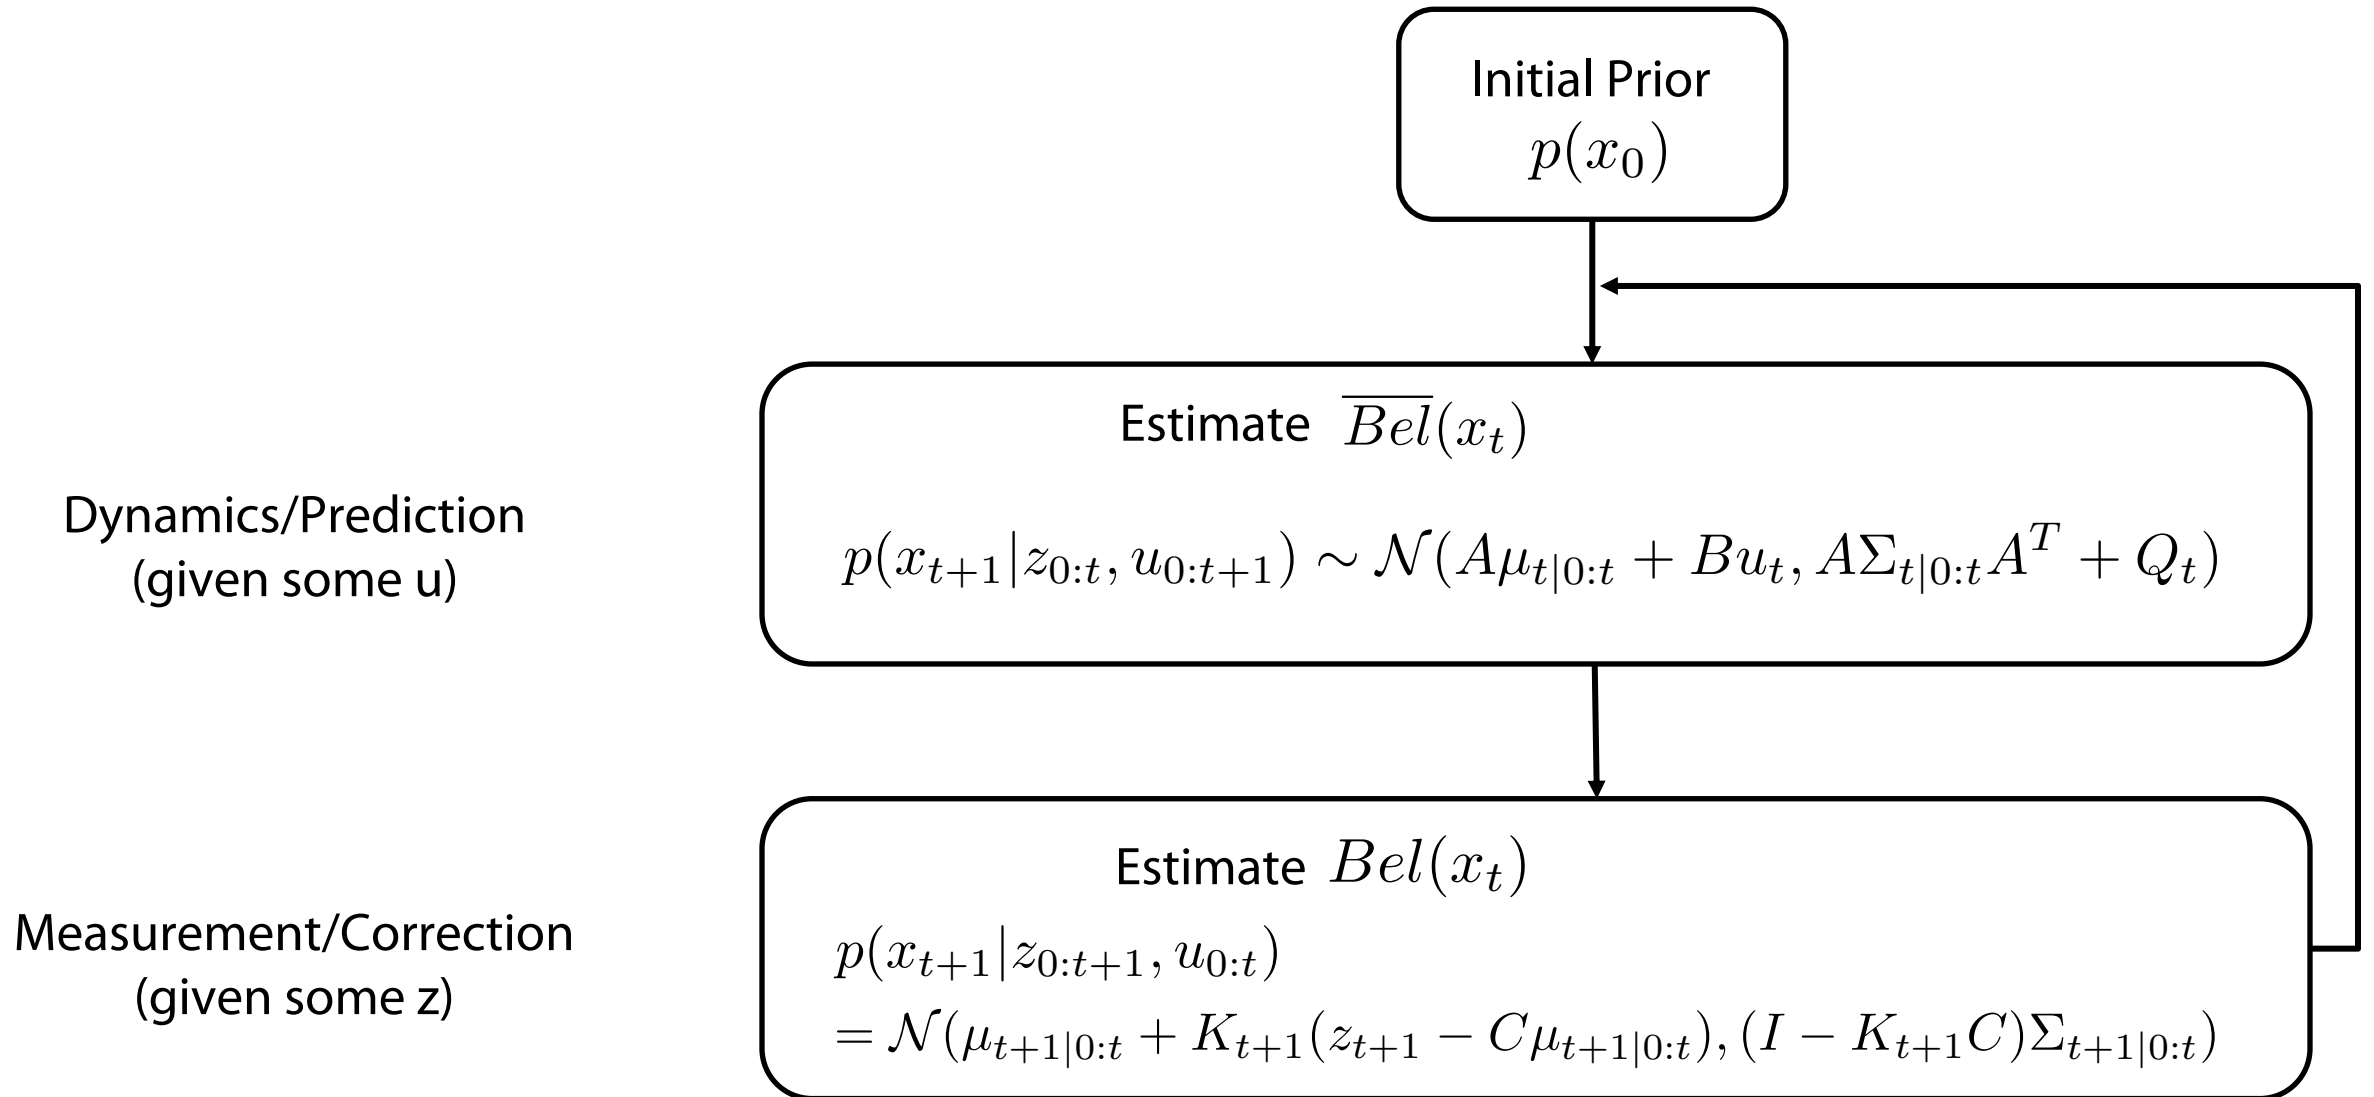 Initial Prior
$p(x_0)$
Estimate $\overline{Bel}(x_t)$
Dynamics/Prediction
(given some u)
$p(x_{t+1}|z_{0:t}, u_{0:t+1}) \sim \mathcal{N}(A\mu_{t|0:t} + Bu_t, A\Sigma_{t|0:t}A^T + Q_t)$
Estimate $Bel(x_t)$
Measurement/Correction
(given some z)
$p(x_{t+1}|z_{0:t+1}, u_{0:t})$
$= \mathcal{N}(\mu_{t+1|0:t} + K_{t+1}(z_{t+1} - C\mu_{t+1|0:t}), (I - K_{t+1}C)\Sigma_{t+1|0:t})$